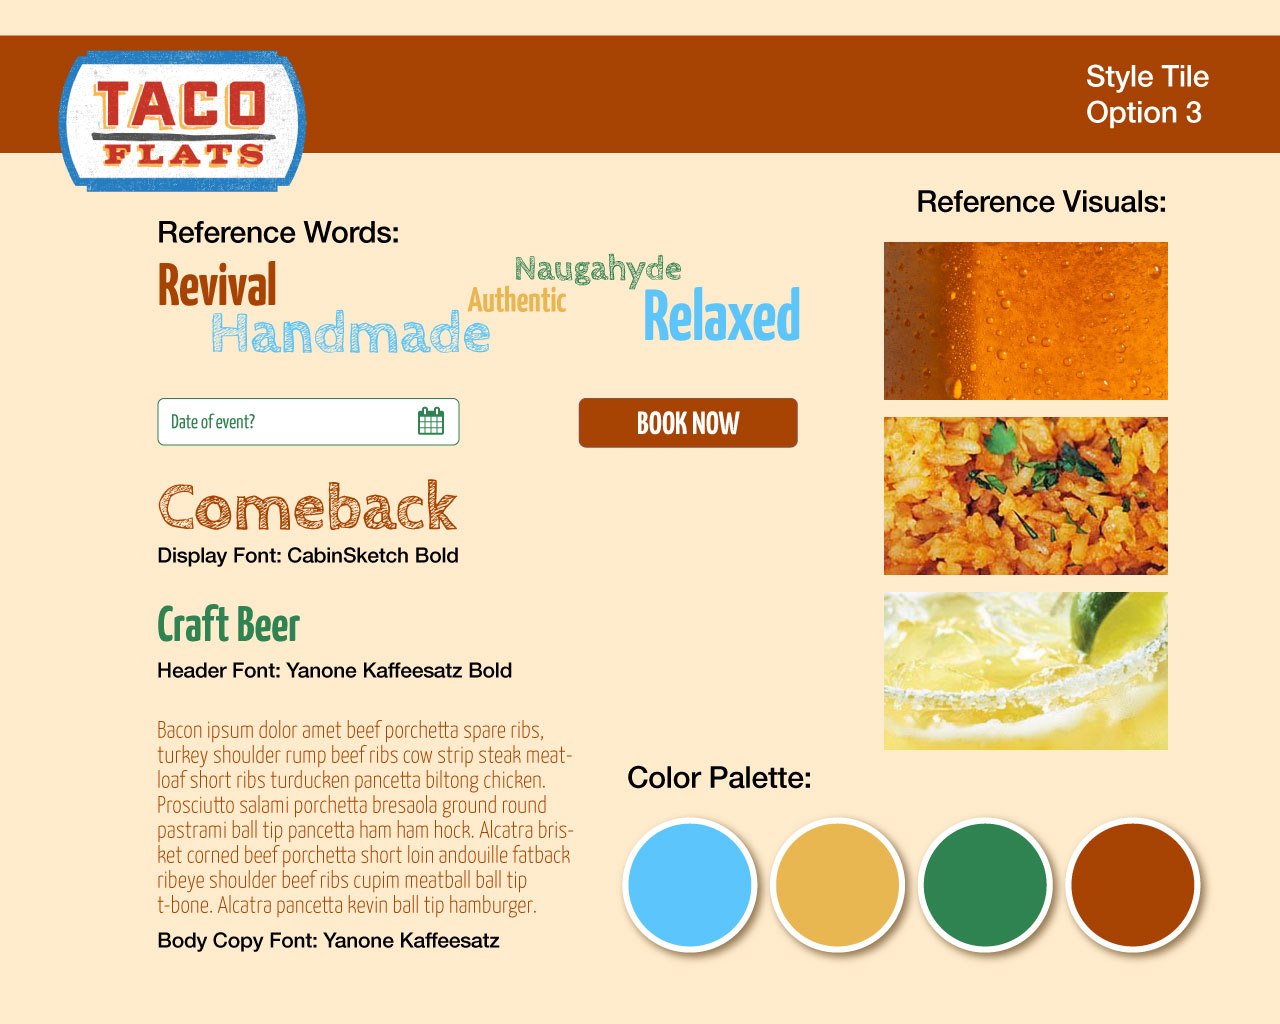 TACO
FLATS
Style Tile
Option 3
Reference Words:
Revival
Handmade
Naugahyde
Authentic
Relaxed
Reference Visuals:
Date of event?
BOOK NOW
Comeback
Display Font: CabinSketch Bold
Craft Beer
Header Font: Yanone Kaffeesatz Bold
Bacon ipsum dolor amet beef porchetta spare ribs,
turkey shoulder rump beef ribs cow strip steak meat-
loaf short ribs turducken pancetta biltong chicken.
Prosciutto salami porchetta bresaola ground round
pastrami ball tip pancetta ham ham hock. Alcatra bris-
ket corned beef porchetta short loin andouille fatback
ribeye shoulder beef ribs cupim meatball ball tip
t-bone. Alcatra pancetta kevin ball tip hamburger.
Body Copy Font: Yanone Kaffeesatz
Color Palette: